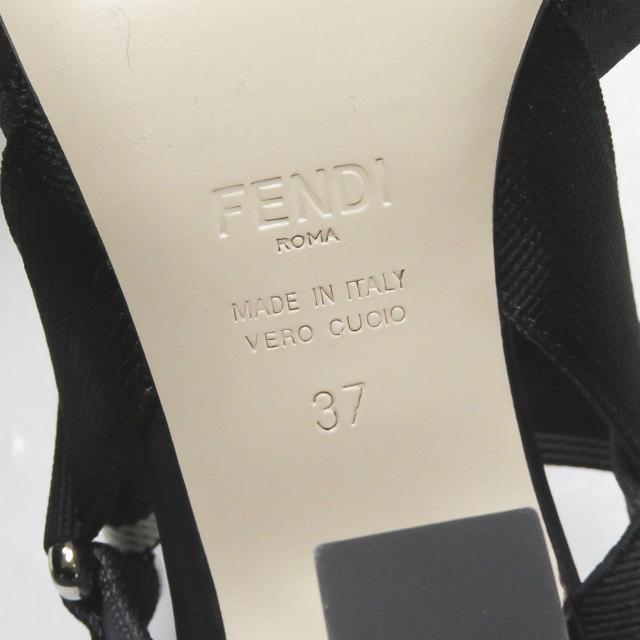 FENDI
ROMA
MADE IN ITALY
VERO CUOIO
37